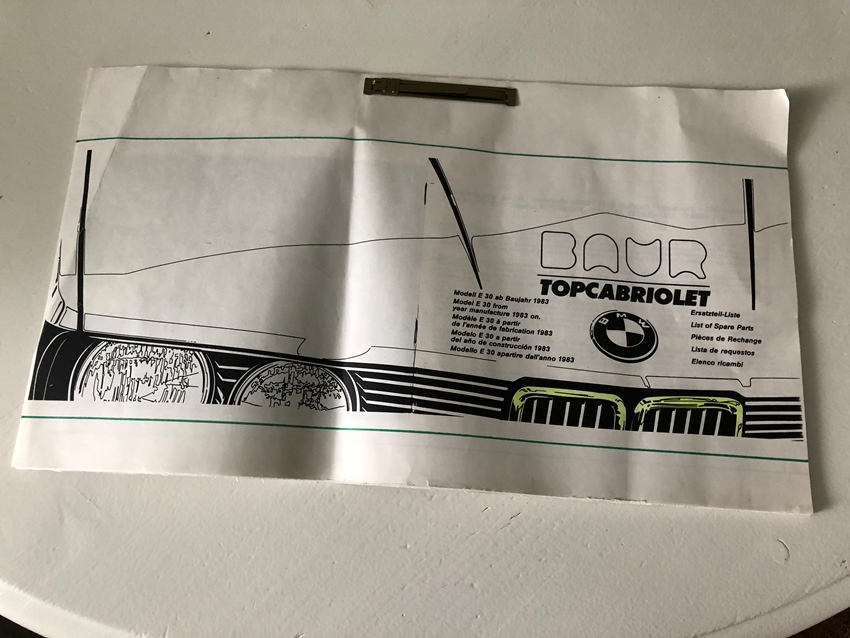 BAUR
TOPCABRIOLET
Modell E 30 ab Baujahr 1983
Model E 30 from
year manufacture 1983 on.
Modèle E 30 à partir
de l'année de fabrication 1983
Modelo E 30 a partir
del año de construcción 1983
Modello E 30 apartire dall'anno 1983
BMW
Ersatzteil-Liste
List of Spare Parts
Pièces de Rechange
Lista de requestos
Elenco ricambi